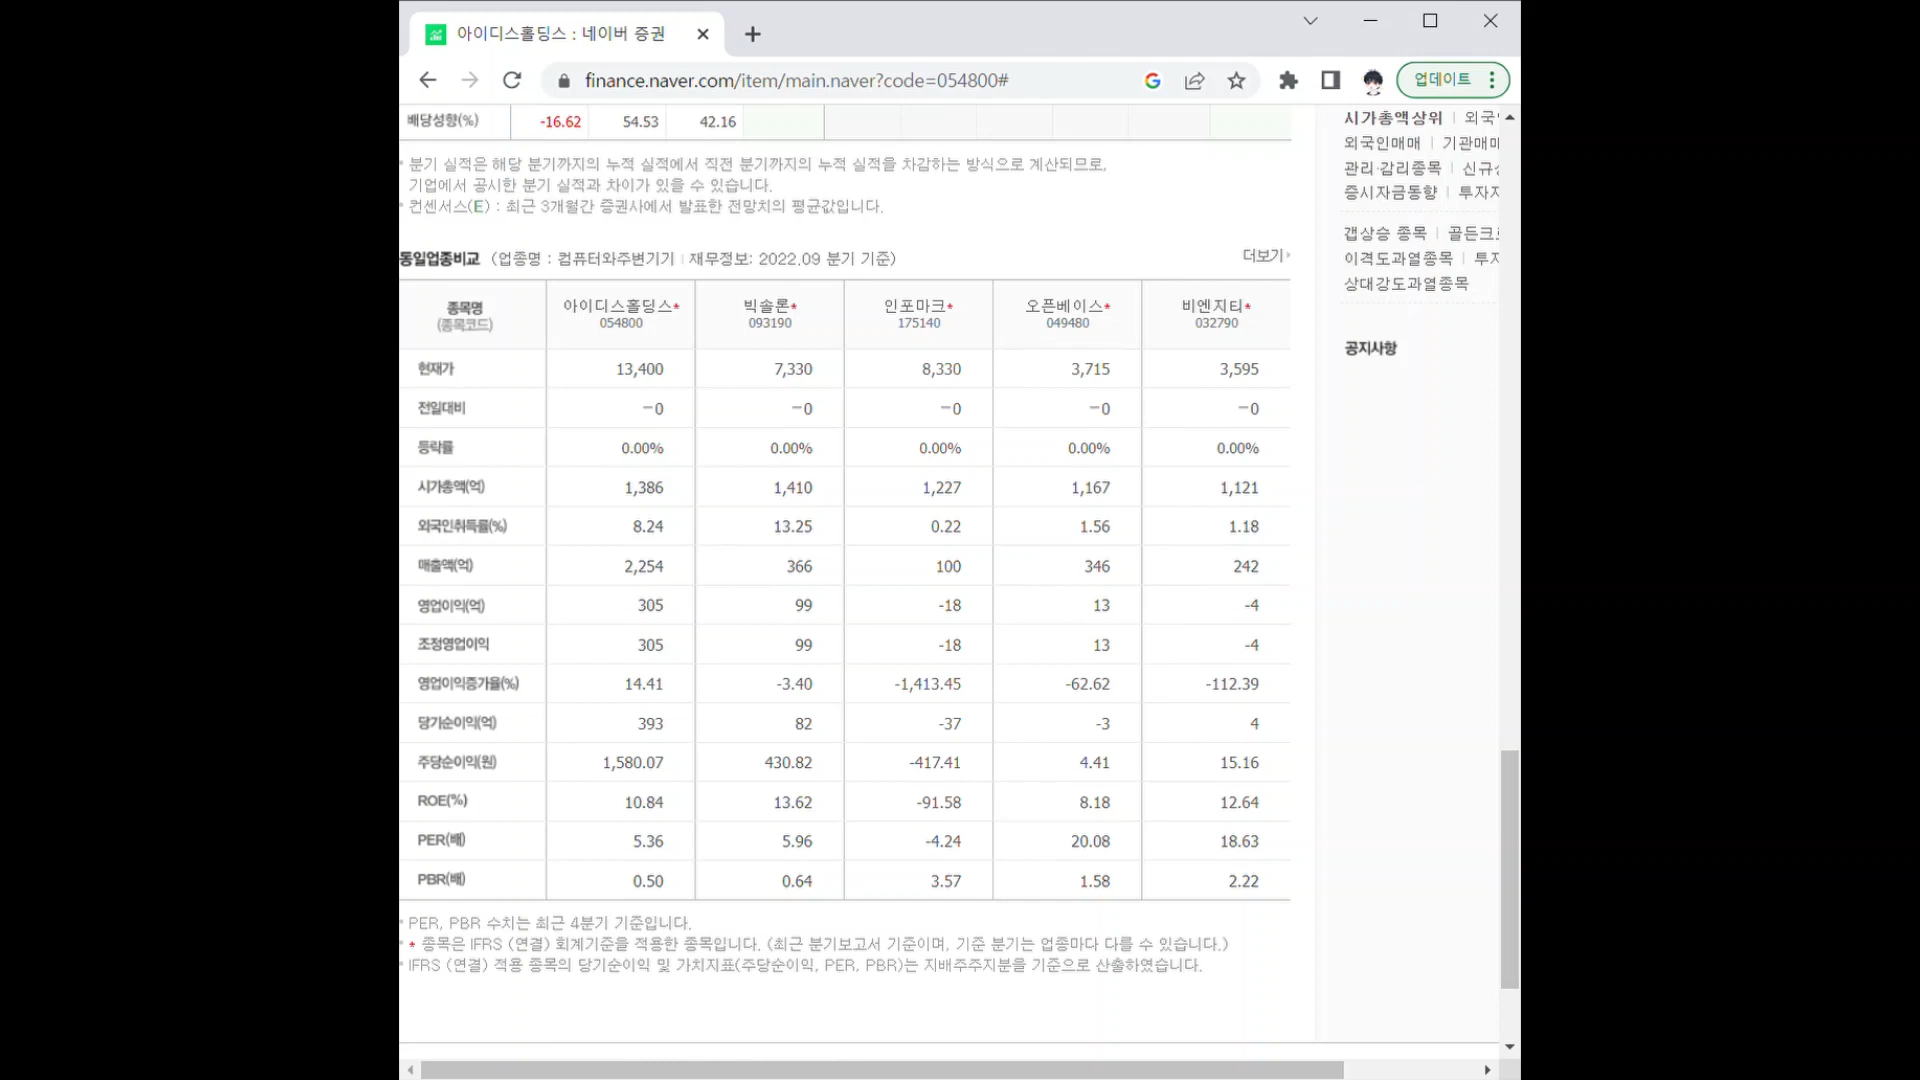 아이디스홀딩스 : 네이버 증권
finance.naver.com/item/main.naver?code=054800#
업데이트
배당성향(%) -16.62 54.53 42.16
* 분기 실적은 해당 분기까지의 누적 실적에서 직전 분기까지의 누적 실적을 차감하는 방식으로 계산되므로,
기업에서 공시한 분기 실적과 차이가 있을 수 있습니다.
* 컨센서스(E) : 최근 3개월간 증권사에서 발표한 전망치의 평균값입니다.
동일업종비교 (업종명 : 컴퓨터와주변기기 | 재무정보: 2022.09 분기 기준) 더보기
종목명 아이디스홀딩스* 빅솔론* 인포마크* 오픈베이스* 비엔지티*
(종목코드) 054800 093190 175140 049480 032790
현재가 13,400 7,330 8,330 3,715 3,595
전일대비 –0 –0 –0 –0 –0
등락률 0.00% 0.00% 0.00% 0.00% 0.00%
시가총액(억) 1,386 1,410 1,227 1,167 1,121
외국인취득률(%) 8.24 13.25 0.22 1.56 1.18
매출액(억) 2,254 366 100 346 242
영업이익(억) 305 99 -18 13 -4
조정영업이익 305 99 -18 13 -4
영업이익증가율(%) 14.41 -3.40 -1,413.45 -62.62 -112.39
당기순이익(억) 393 82 -37 -3 4
주당순이익(원) 1,580.07 430.82 -417.41 4.41 15.16
ROE(%) 10.84 13.62 -91.58 8.18 12.64
PER(배) 5.36 5.96 -4.24 20.08 18.63
PBR(배) 0.50 0.64 3.57 1.58 2.22
* PER, PBR 수치는 최근 4분기 기준입니다.
* * 종목은 IFRS (연결) 회계기준을 적용한 종목입니다. (최근 분기보고서 기준이며, 기준 분기는 업종마다 다를 수 있습니다.)
* IFRS (연결) 적용 종목의 당기순이익 및 가치지표(주당순이익, PER, PBR)는 지배주주지분을 기준으로 산출하였습니다.
시가총액상위 | 외국
외국인매매 | 기관매매
관리·감리종목 | 신규
증시자금동향 | 투자
갭상승 종목 | 골든크
이격도과열종목 | 투
상대강도과열종목
공지사항